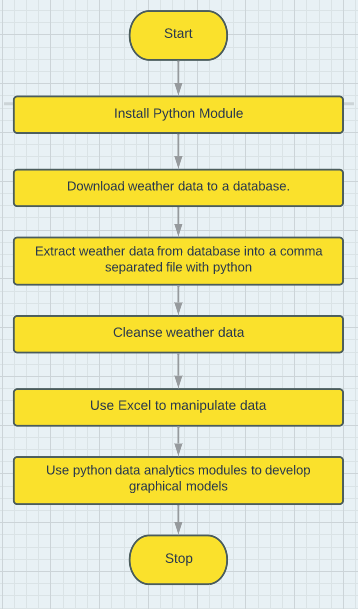 Start
Install Python Module
Download weather data to a database.
Extract weather data from database into a comma
separated file with python
Cleanse weather data
Use Excel to manipulate data
Use python data analytics modules to develop
graphical models
Stop